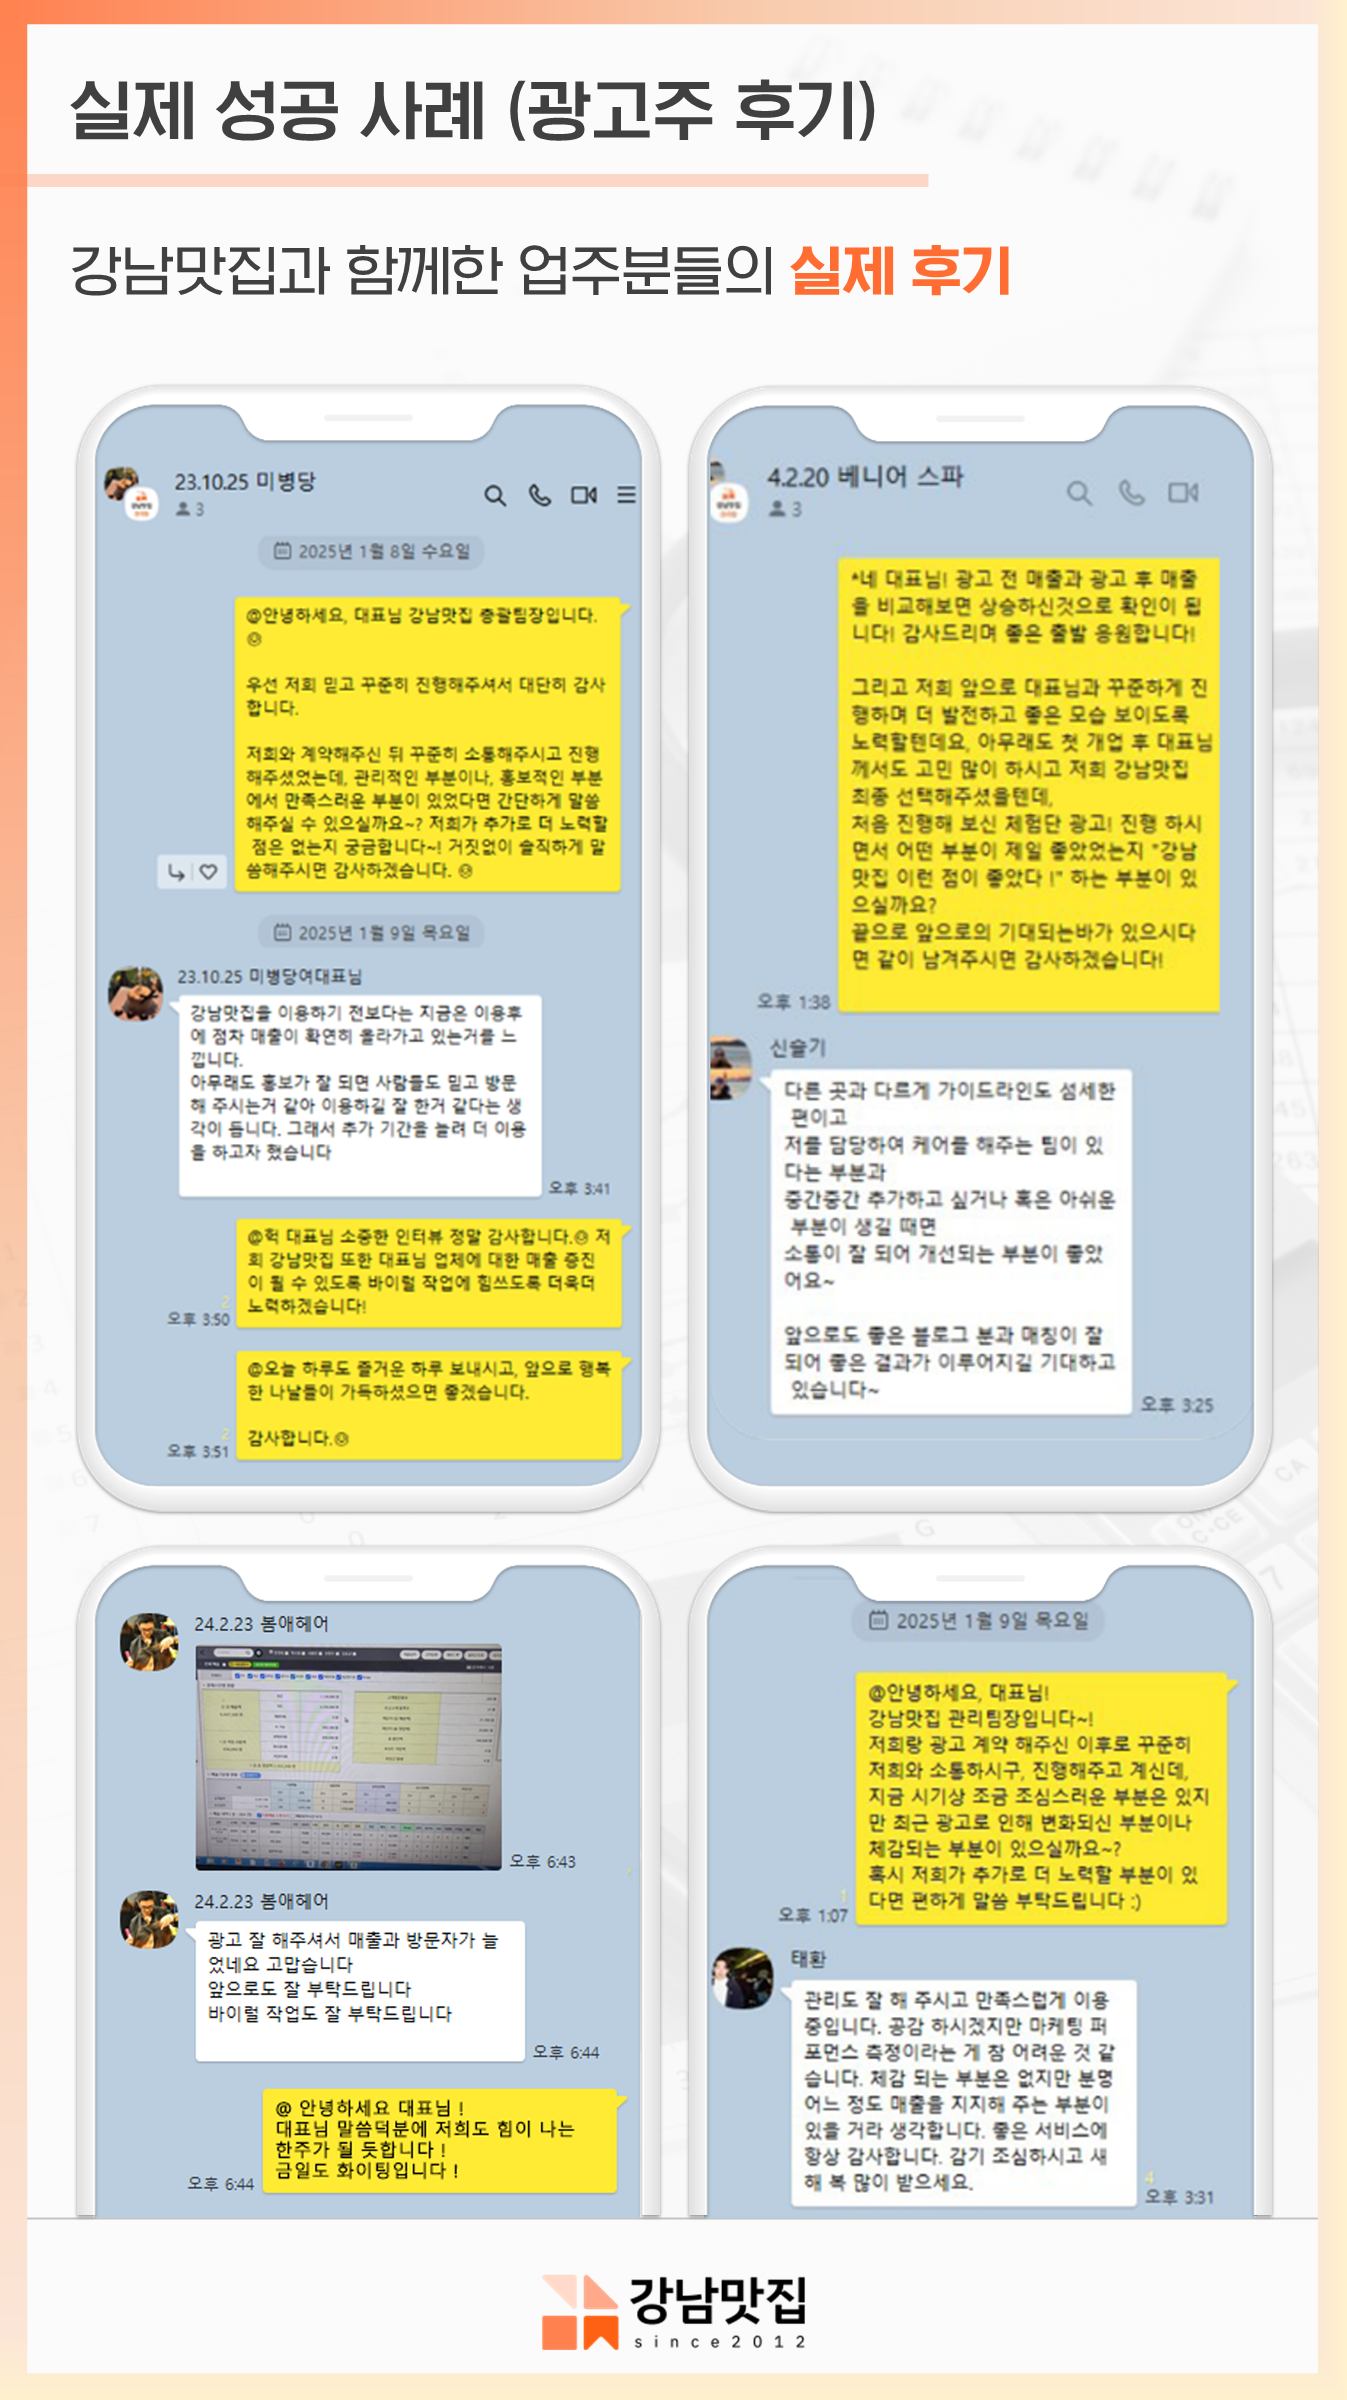 실제 성공 사례 (광고주 후기)
강남맛집과 함께한 업주분들의 실제 후기
23.10.25 미병당
3
2025년 1월 8일 수요일
@안녕하세요, 대표님 강남맛집 총괄팀장입니다.
우선 저희 믿고 꾸준히 진행해주셔서 대단히 감사
합니다.
저희와 계약해주신 뒤 꾸준히 소통해주시고 진행
해주셨었는데, 관리적인 부분이나, 홍보적인 부분
에서 만족스러운 부분이 있었다면 간단하게 말씀
해주실 수 있으실까요~? 저희가 추가로 더 노력할
점은 없는지 궁금합니다~! 거짓없이 솔직하게 말
씀해주시면 감사하겠습니다.
2025년 1월 9일 목요일
23.10.25 미병당여대표님
강남맛집을 이용하기 전보다는 지금은 이용후
에 점차 매출이 확연히 올라가고 있는거를 느
낍니다.
아무래도 홍보가 잘 되면 사람들도 믿고 방문
해 주시는거 같아 이용하길 잘 한거 같다는 생
각이 듭니다. 그래서 추가 기간을 늘려 더 이용
을 하고자 했습니다
오후 3:41
@헉 대표님 소중한 인터뷰 정말 감사합니다. 저
희 강남맛집 또한 대표님 업체에 대한 매출 증진
이 될 수 있도록 바이럴 작업에 힘쓰도록 더욱더
노력하겠습니다!
2
오후 3:50
@오늘 하루도 즐거운 하루 보내시고, 앞으로 행복
한 나날들이 가득하셨으면 좋겠습니다.
감사합니다.
2
오후 3:51
4.2.20 베니어 스파
3
*네 대표님! 광고 전 매출과 광고 후 매출
을 비교해보면 상승하신것으로 확인이 됩
니다! 감사드리며 좋은 출발 응원합니다!
그리고 저희 앞으로 대표님과 꾸준하게 진
행하며 더 발전하고 좋은 모습 보이도록
노력할텐데요, 아무래도 첫 개업 후 대표님
께서도 고민 많이 하시고 저희 강남맛집
최종 선택해주셨을텐데,
처음 진행해 보신 체험단 광고! 진행 하시
면서 어떤 부분이 제일 좋았었는지 "강남
맛집 이런 점이 좋았다 !" 하는 부분이 있
으실까요?
끝으로 앞으로의 기대되는바가 있으시다
면 같이 남겨주시면 감사하겠습니다!
오후 1:38
신슬기
다른 곳과 다르게 가이드라인도 섬세한
편이고
저를 담당하여 케어를 해주는 팀이 있
다는 부분과
중간중간 추가하고 싶거나 혹은 아쉬운
부분이 생길 때면
소통이 잘 되어 개선되는 부분이 좋았
어요~
앞으로도 좋은 블로그 분과 매칭이 잘
되어 좋은 결과가 이루어지길 기대하고
있습니다~
오후 3:25
24.2.23 봄애헤어
오후 6:43
24.2.23 봄애헤어
광고 잘 해주셔서 매출과 방문자가 늘
었네요 고맙습니다
앞으로도 잘 부탁드립니다
바이럴 작업도 잘 부탁드립니다
오후 6:44
@ 안녕하세요 대표님 !
대표님 말씀덕분에 저희도 힘이 나는
한주가 될 듯합니다 !
금일도 화이팅입니다 !
오후 6:44
2025년 1월 9일 목요일
@안녕하세요, 대표님!
강남맛집 관리팀장입니다~!
저희랑 광고 계약 해주신 이후로 꾸준히
저희와 소통하시구, 진행해주고 계신데,
지금 시기상 조금 조심스러운 부분은 있지
만 최근 광고로 인해 변화되신 부분이나
체감되는 부분이 있으실까요~?
혹시 저희가 추가로 더 노력할 부분이 있
다면 편하게 말씀 부탁드립니다 :)
1
오후 1:07
태환
관리도 잘 해 주시고 만족스럽게 이용
중입니다. 공감 하시겠지만 마케팅 퍼
포먼스 측정이라는 게 참 어려운 것 같
습니다. 체감 되는 부분은 없지만 분명
어느 정도 매출을 지지해 주는 부분이
있을 거라 생각합니다. 좋은 서비스에
항상 감사합니다. 감기 조심하시고 새
해 복 많이 받으세요.
4
오후 3:31
강남맛집
since2012